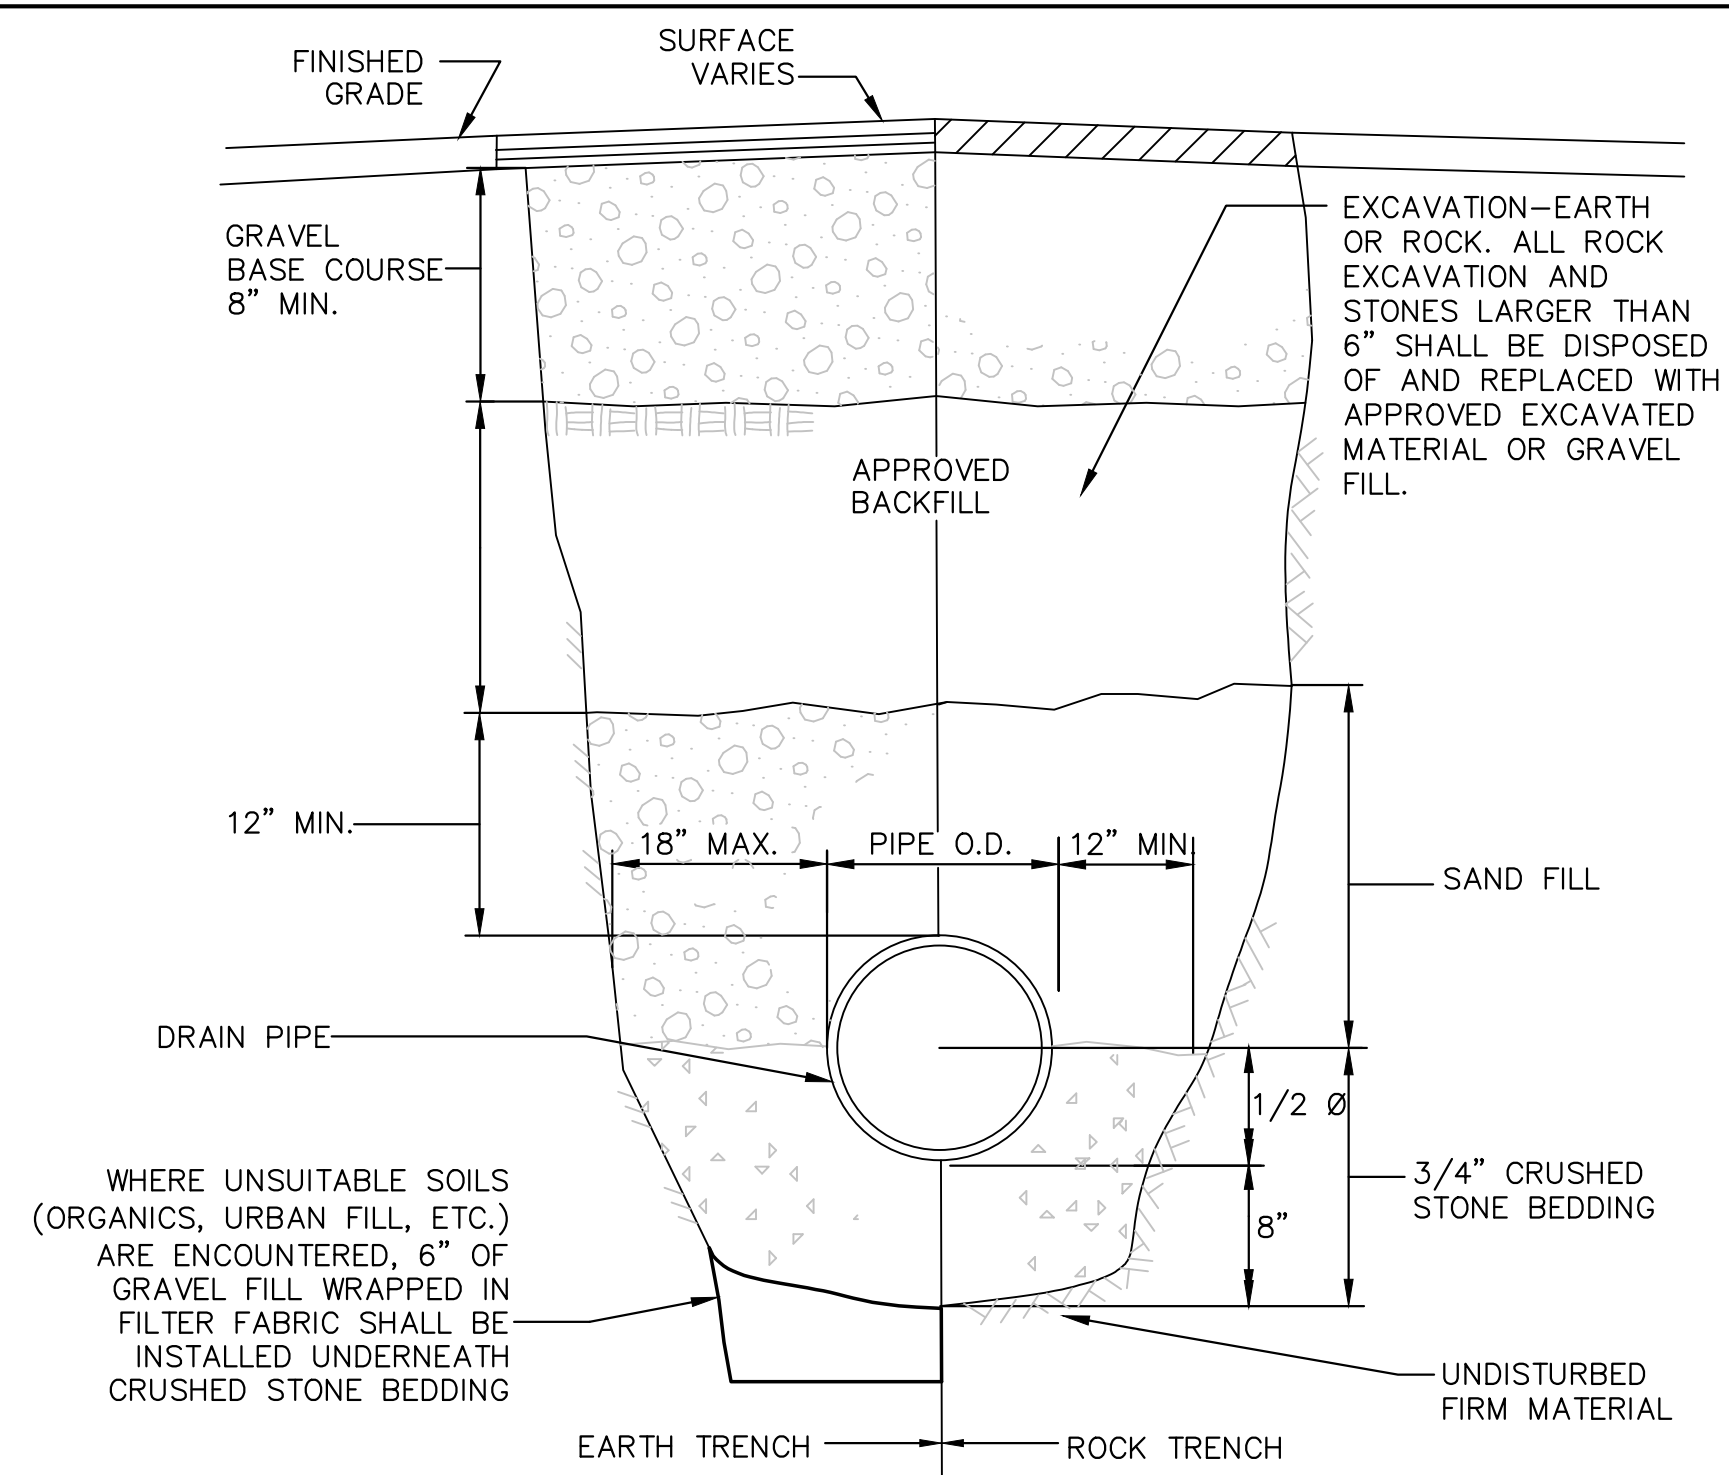 FINISHED
GRADE
SURFACE
VARIES
GRAVEL
BASE COURSE
8” MIN.
EXCAVATION–EARTH
OR ROCK. ALL ROCK
EXCAVATION AND
STONES LARGER THAN
6” SHALL BE DISPOSED
OF AND REPLACED WITH
APPROVED EXCAVATED
MATERIAL OR GRAVEL
FILL.
APPROVED
BACKFILL
12” MIN.
18” MAX.
PIPE O.D.
12” MIN.
SAND FILL
DRAIN PIPE
1/2 Ø
8”
3/4” CRUSHED
STONE BEDDING
WHERE UNSUITABLE SOILS
(ORGANICS, URBAN FILL, ETC.)
ARE ENCOUNTERED, 6” OF
GRAVEL FILL WRAPPED IN
FILTER FABRIC SHALL BE
INSTALLED UNDERNEATH
CRUSHED STONE BEDDING
UNDISTURBED
FIRM MATERIAL
EARTH TRENCH
ROCK TRENCH